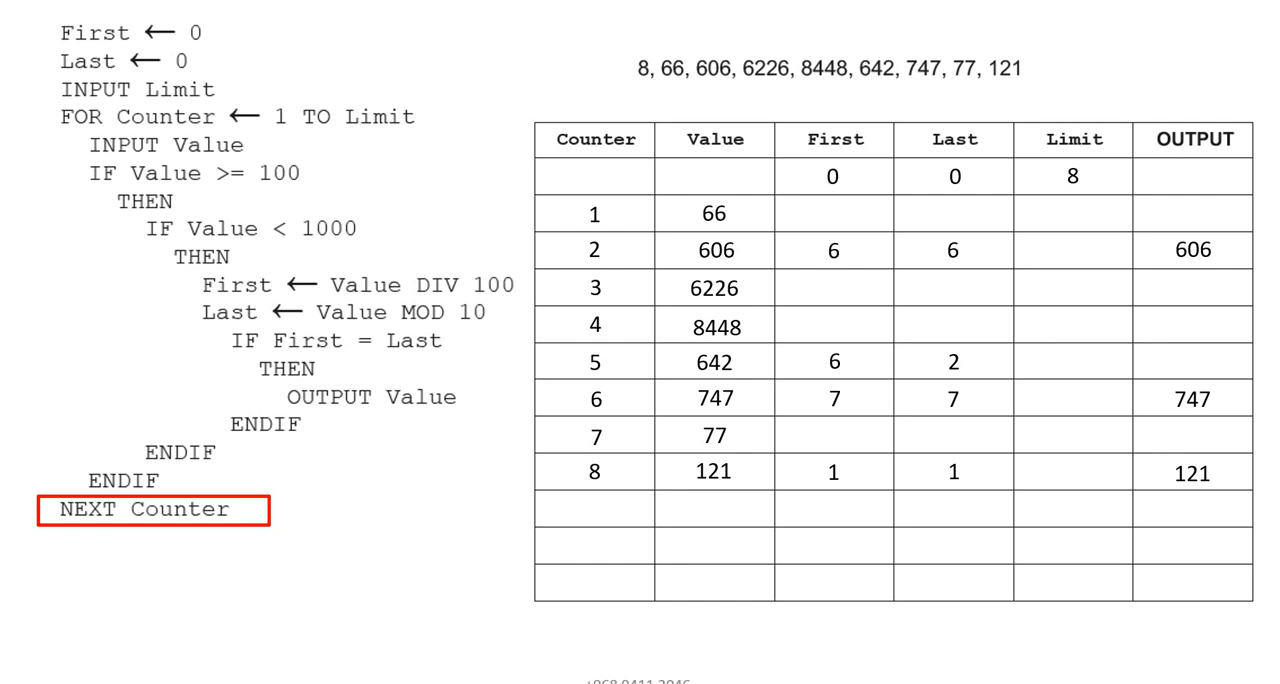 First ← 0
Last ← 0
INPUT Limit
FOR Counter ← 1 TO Limit
INPUT Value
IF Value >= 100
THEN
IF Value < 1000
THEN
First ← Value DIV 100
Last ← Value MOD 10
IF First = Last
THEN
OUTPUT Value
ENDIF
ENDIF
ENDIF
NEXT Counter
8, 66, 606, 6226, 8448, 642, 747, 77, 121
Counter Value First Last Limit OUTPUT
0 0 8
1 66
2 606 6 6 606
3 6226
4 8448
5 642 6 2
6 747 7 7 747
7 77
8 121 1 1 121